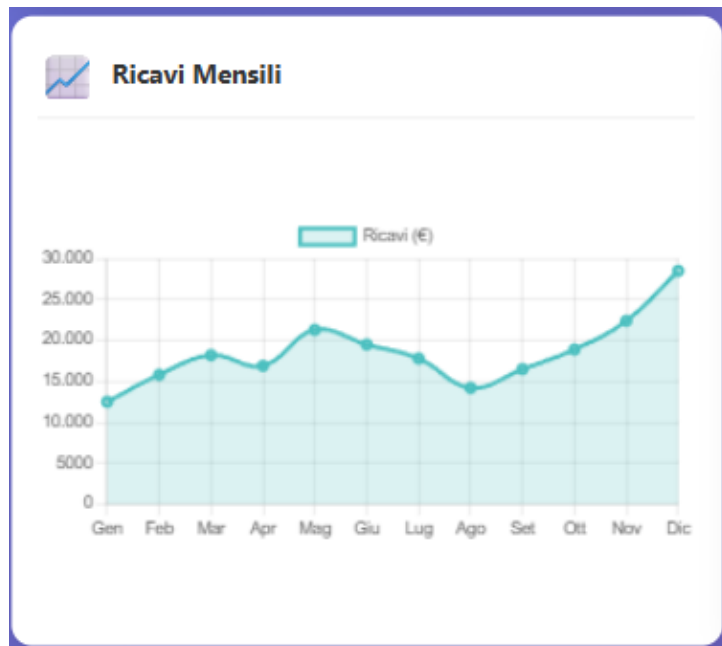 Ricavi Mensili
Ricavi (€)
30.000
25.000
20.000
15.000
10.000
5000
0
Gen Feb Mar Apr Mag Giu Lug Ago Set Ott Nov Dic